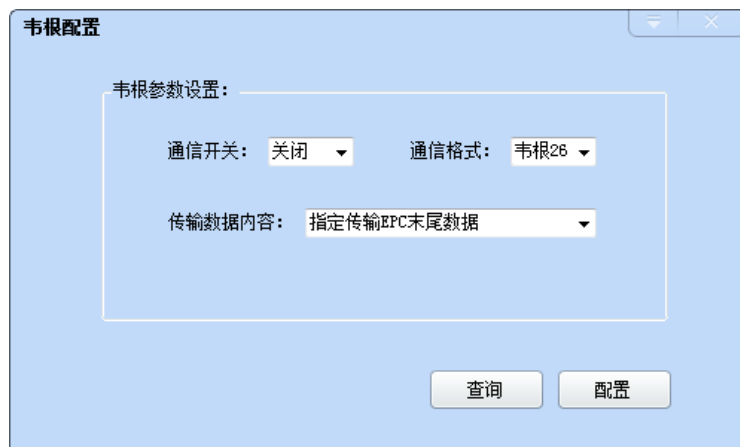 韦根配置
韦根参数设置：
通信开关： 关闭 通信格式： 韦根26
传输数据内容： 指定传输EPC末尾数据
查询 配置